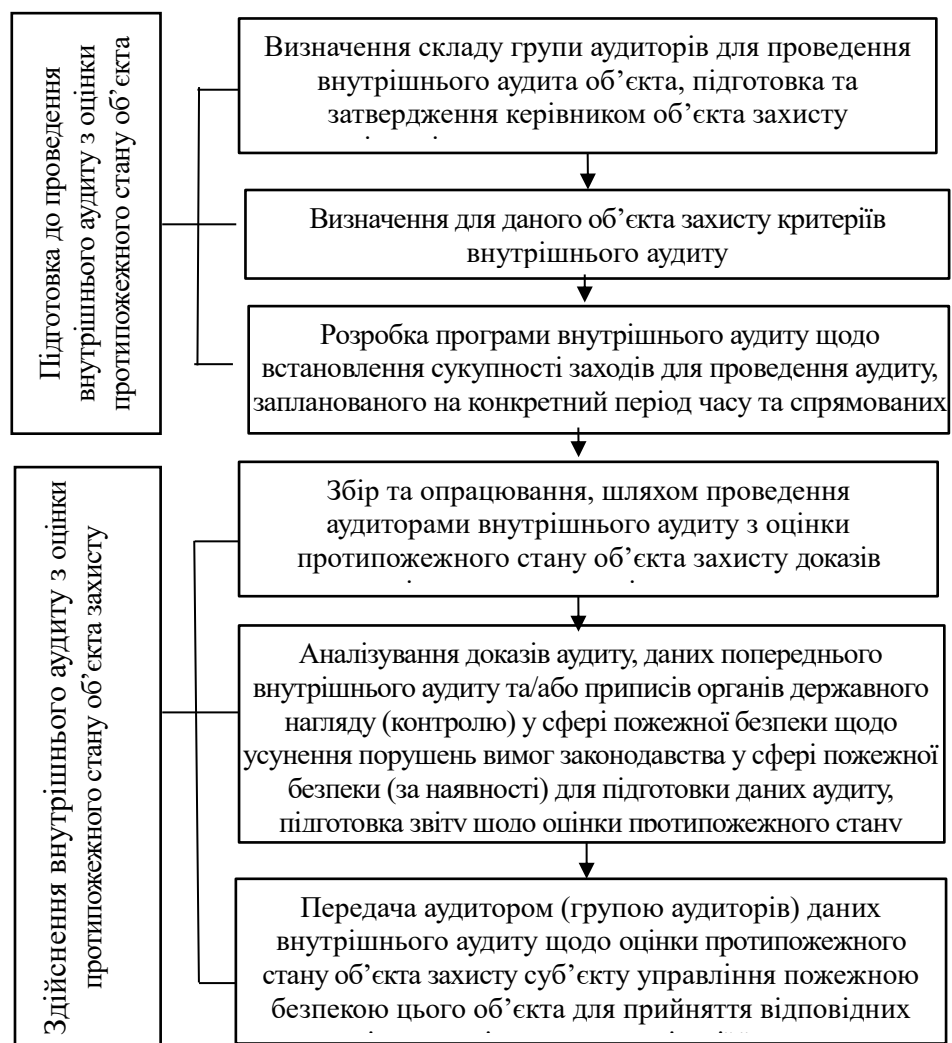 Підготовка до проведення
внутрішнього аудиту з оцінки
протипожежного стану об’єкта
Визначення складу групи аудиторів для проведення
внутрішнього аудита об’єкта, підготовка та
затвердження керівником об’єкта захисту
Визначення для даного об’єкта захисту критеріїв
внутрішнього аудиту
Розробка програми внутрішнього аудиту щодо
встановлення сукупності заходів для проведення аудиту,
запланованого на конкретний період часу та спрямованих
Здійснення внутрішнього аудиту з оцінки
протипожежного стану об’єкта захисту
Збір та опрацювання, шляхом проведення
аудиторами внутрішнього аудиту з оцінки
протипожежного стану об’єкта захисту доказів
Аналізування доказів аудиту, даних попереднього
внутрішнього аудиту та/або приписів органів державного
нагляду (контролю) у сфері пожежної безпеки щодо
усунення порушень вимог законодавства у сфері пожежної
безпеки (за наявності) для підготовки даних аудиту,
підготовка звіту щодо оцінки протипожежного стану
Передача аудитором (групою аудиторів) даних
внутрішнього аудиту щодо оцінки протипожежного
стану об’єкта захисту суб’єкту управління пожежною
безпекою цього об’єкта для прийняття відповідних